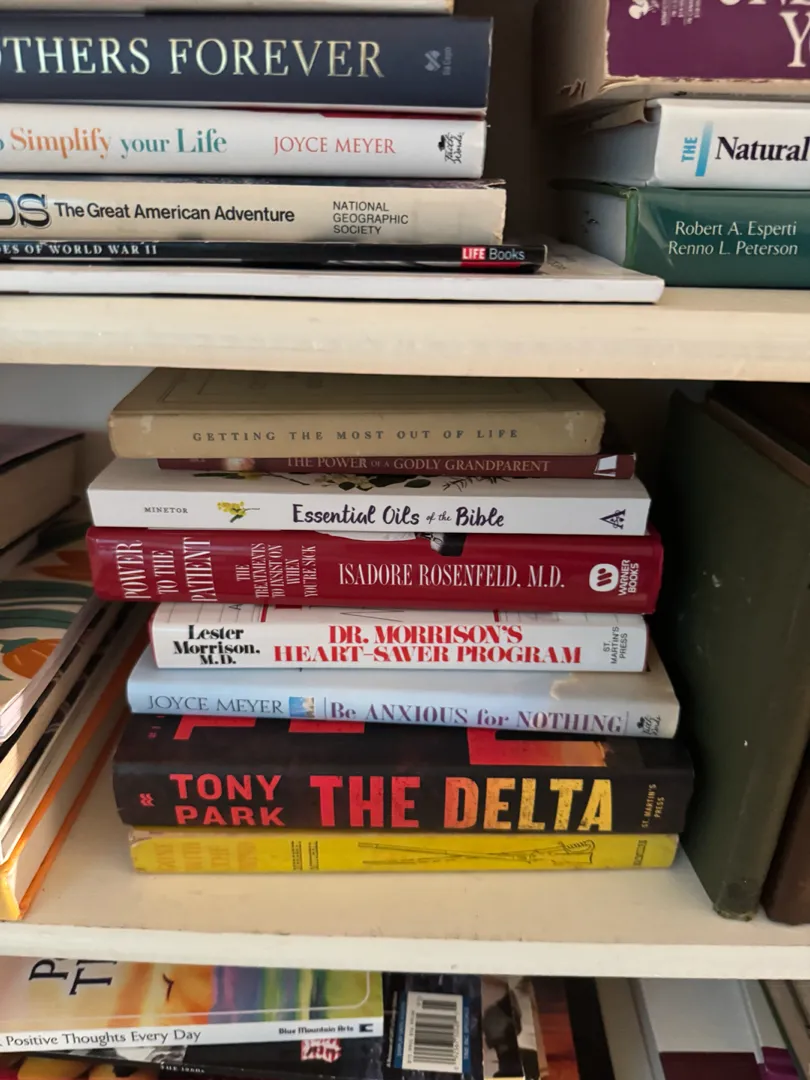 OTHERS FOREVER
Simplify your Life JOYCE MEYER
The Great American Adventure NATIONAL
GEOGRAPHIC
SOCIETY
OF WORLD WAR II LIFE Books
Y
THE Natural
Robert A. Esperti
Renno L. Peterson
GETTING THE MOST OUT OF LIFE
THE POWER OF A GODLY GRANDPARENT
MINETOR Essential Oils of the Bible A
POWER
TO THE
PATIENT
THE
TREATMENTS
TO INSIST ON
WHEN
YOU'RE SICK
ISADORE ROSENFELD, M.D. WARNER
BOOKS
Lester
Morrison,
M.D.
DR. MORRISON'S
HEART-SAVER PROGRAM
ST.
MARTIN'S
PRESS
JOYCE MEYER Be ANXIOUS for NOTHING
TONY
PARK
THE DELTA
ST. MARTIN'S
PRESS
Positive Thoughts Every Day Blue Mountain Arts